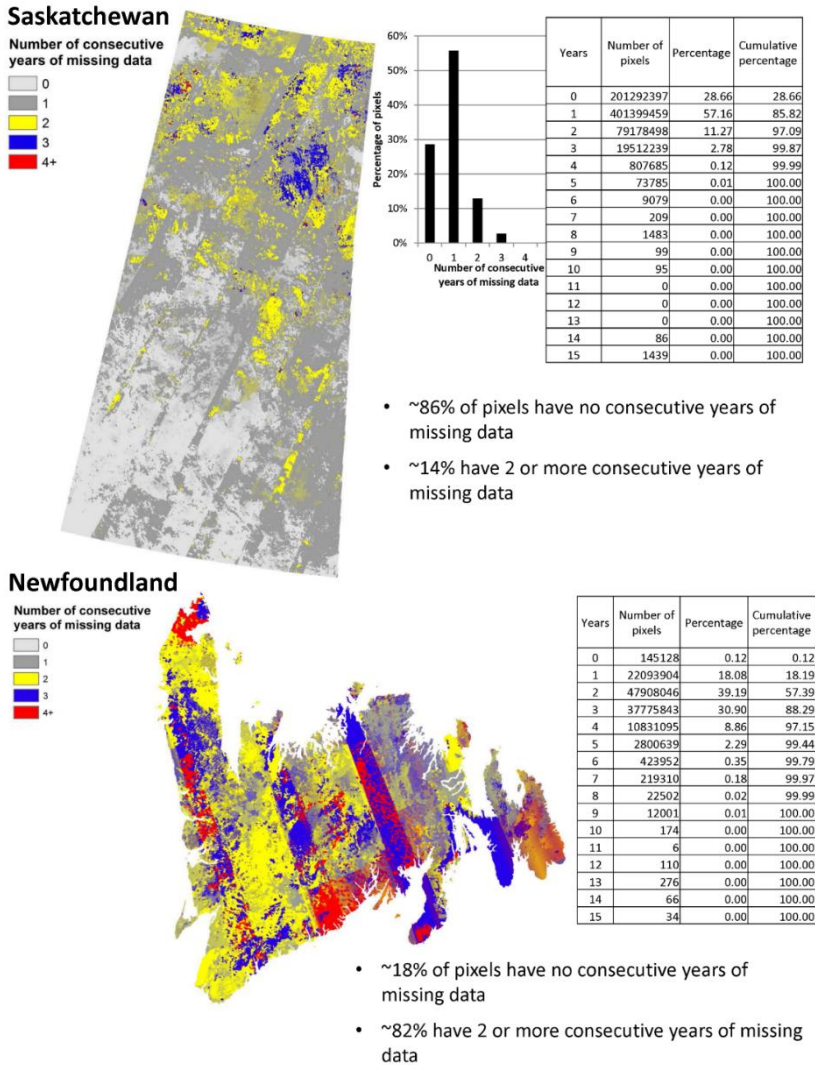 Saskatchewan
Number of consecutive
years of missing data
0
1
2
3
4+
60%
50%
40%
30%
20%
10%
0%
Percentage of pixels
0 1 2 3 4
Number of consecutive
years of missing data
Years Number of pixels Percentage Cumulative percentage
0 201292397 28.66 28.66
1 401399459 57.16 85.82
2 79178498 11.27 97.09
3 19512239 2.78 99.87
4 807685 0.12 99.99
5 73785 0.01 100.00
6 9079 0.00 100.00
7 209 0.00 100.00
8 1483 0.00 100.00
9 99 0.00 100.00
10 95 0.00 100.00
11 0 0.00 100.00
12 0 0.00 100.00
13 0 0.00 100.00
14 86 0.00 100.00
15 1439 0.00 100.00
• ~86% of pixels have no consecutive years of
missing data
• ~14% have 2 or more consecutive years of
missing data
Newfoundland
Number of consecutive
years of missing data
0
1
2
3
4+
Years Number of pixels Percentage Cumulative percentage
0 145128 0.12 0.12
1 22093904 18.08 18.19
2 47908046 39.19 57.39
3 37775843 30.90 88.29
4 10831095 8.86 97.15
5 2800639 2.29 99.44
6 423952 0.35 99.79
7 219310 0.18 99.97
8 22502 0.02 99.99
9 12001 0.01 100.00
10 174 0.00 100.00
11 6 0.00 100.00
12 110 0.00 100.00
13 276 0.00 100.00
14 66 0.00 100.00
15 34 0.00 100.00
• ~18% of pixels have no consecutive years of
missing data
• ~82% have 2 or more consecutive years of missing
data